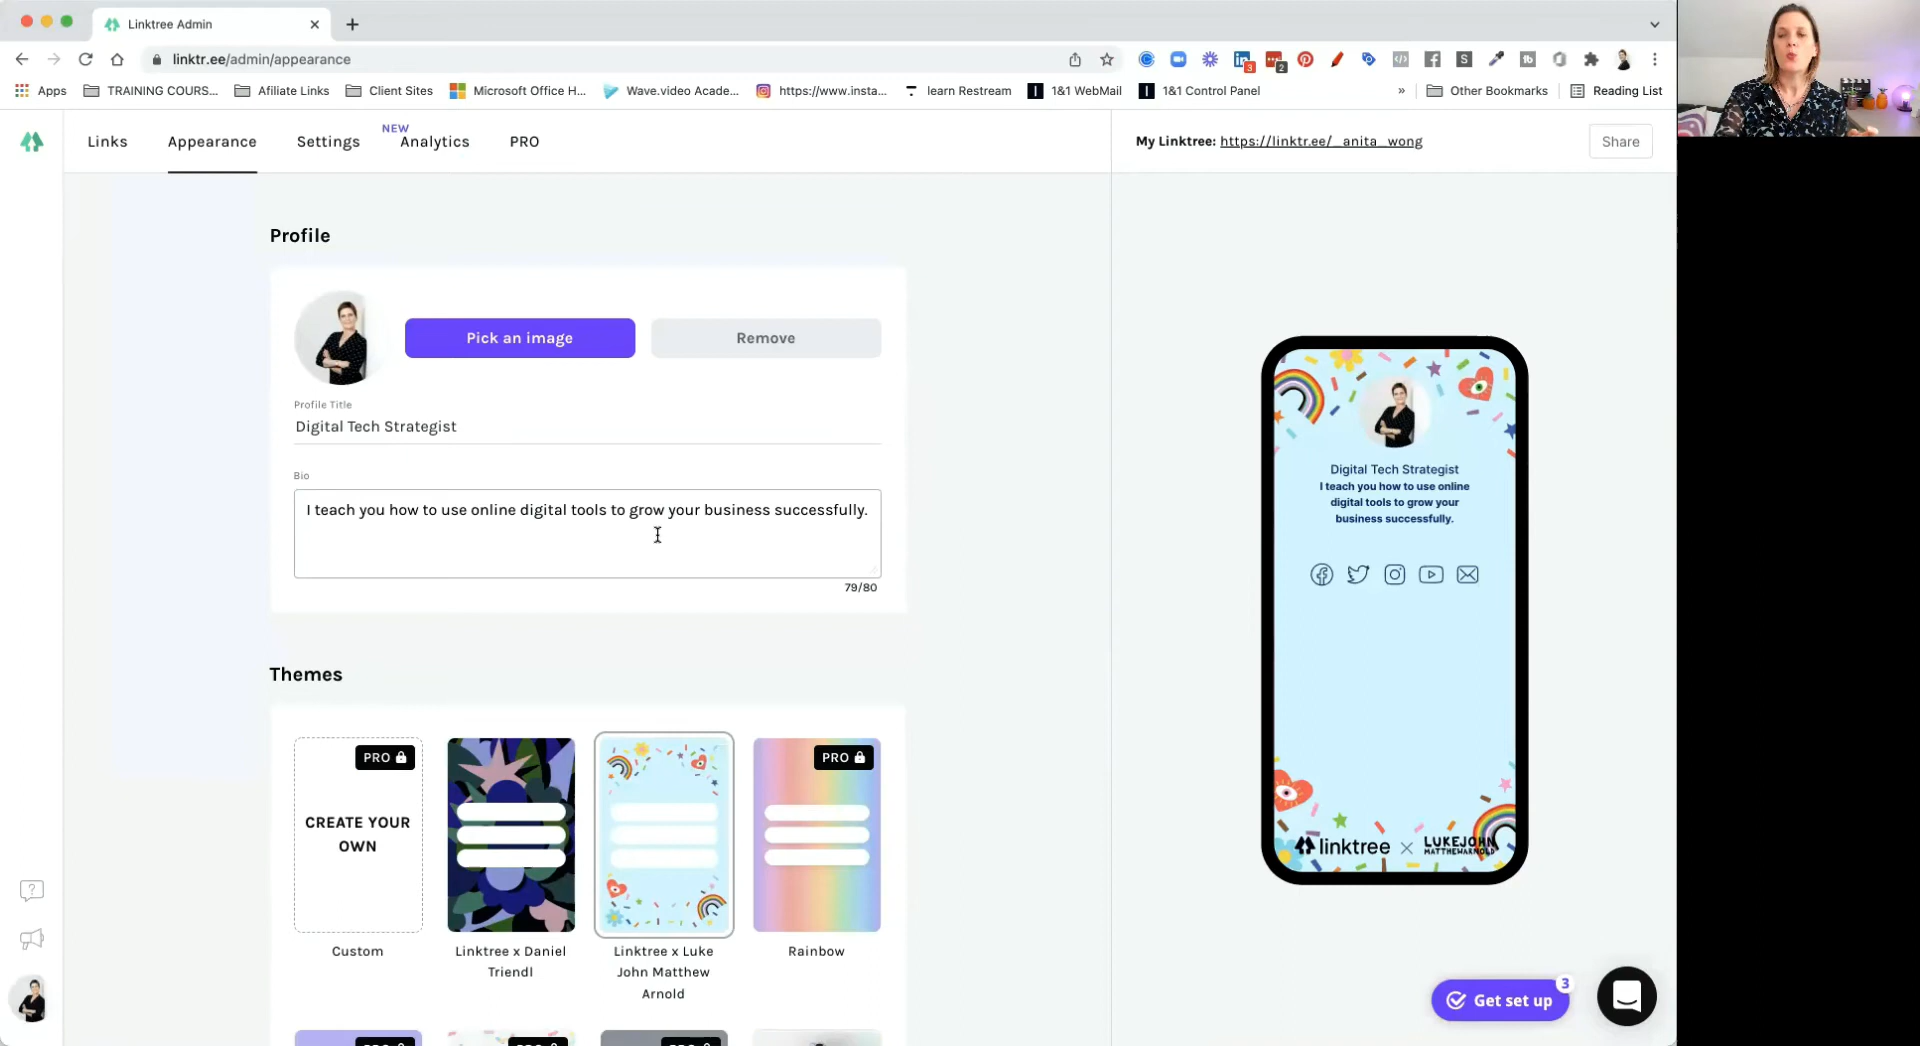 Linktree Admin
linktr.ee/admin/appearance
3
2
Apps
TRAINING COURS...
Afiliate Links
Client Sites
Microsoft Office H...
Wave.video Acade...
https://www.insta...
learn Restream
1&1 WebMail
1&1 Control Panel
»
Other Bookmarks
Reading List
Links
Appearance
Settings
NEW
Analytics
PRO
My Linktree: https://linktr.ee/_anita_wong
Share
Profile
Pick an image
Remove
Profile Title
Digital Tech Strategist
Bio
I teach you how to use online digital tools to grow your business successfully.
79/80
Themes
PRO
CREATE YOUR
OWN
Custom
Linktree x Daniel
Triendl
Linktree x Luke
John Matthew
Arnold
PRO
Rainbow
Digital Tech Strategist
I teach you how to use online
digital tools to grow your
business successfully.
linktree × LUKEJOHN
MATTHEWARNOLD
Get set up
3